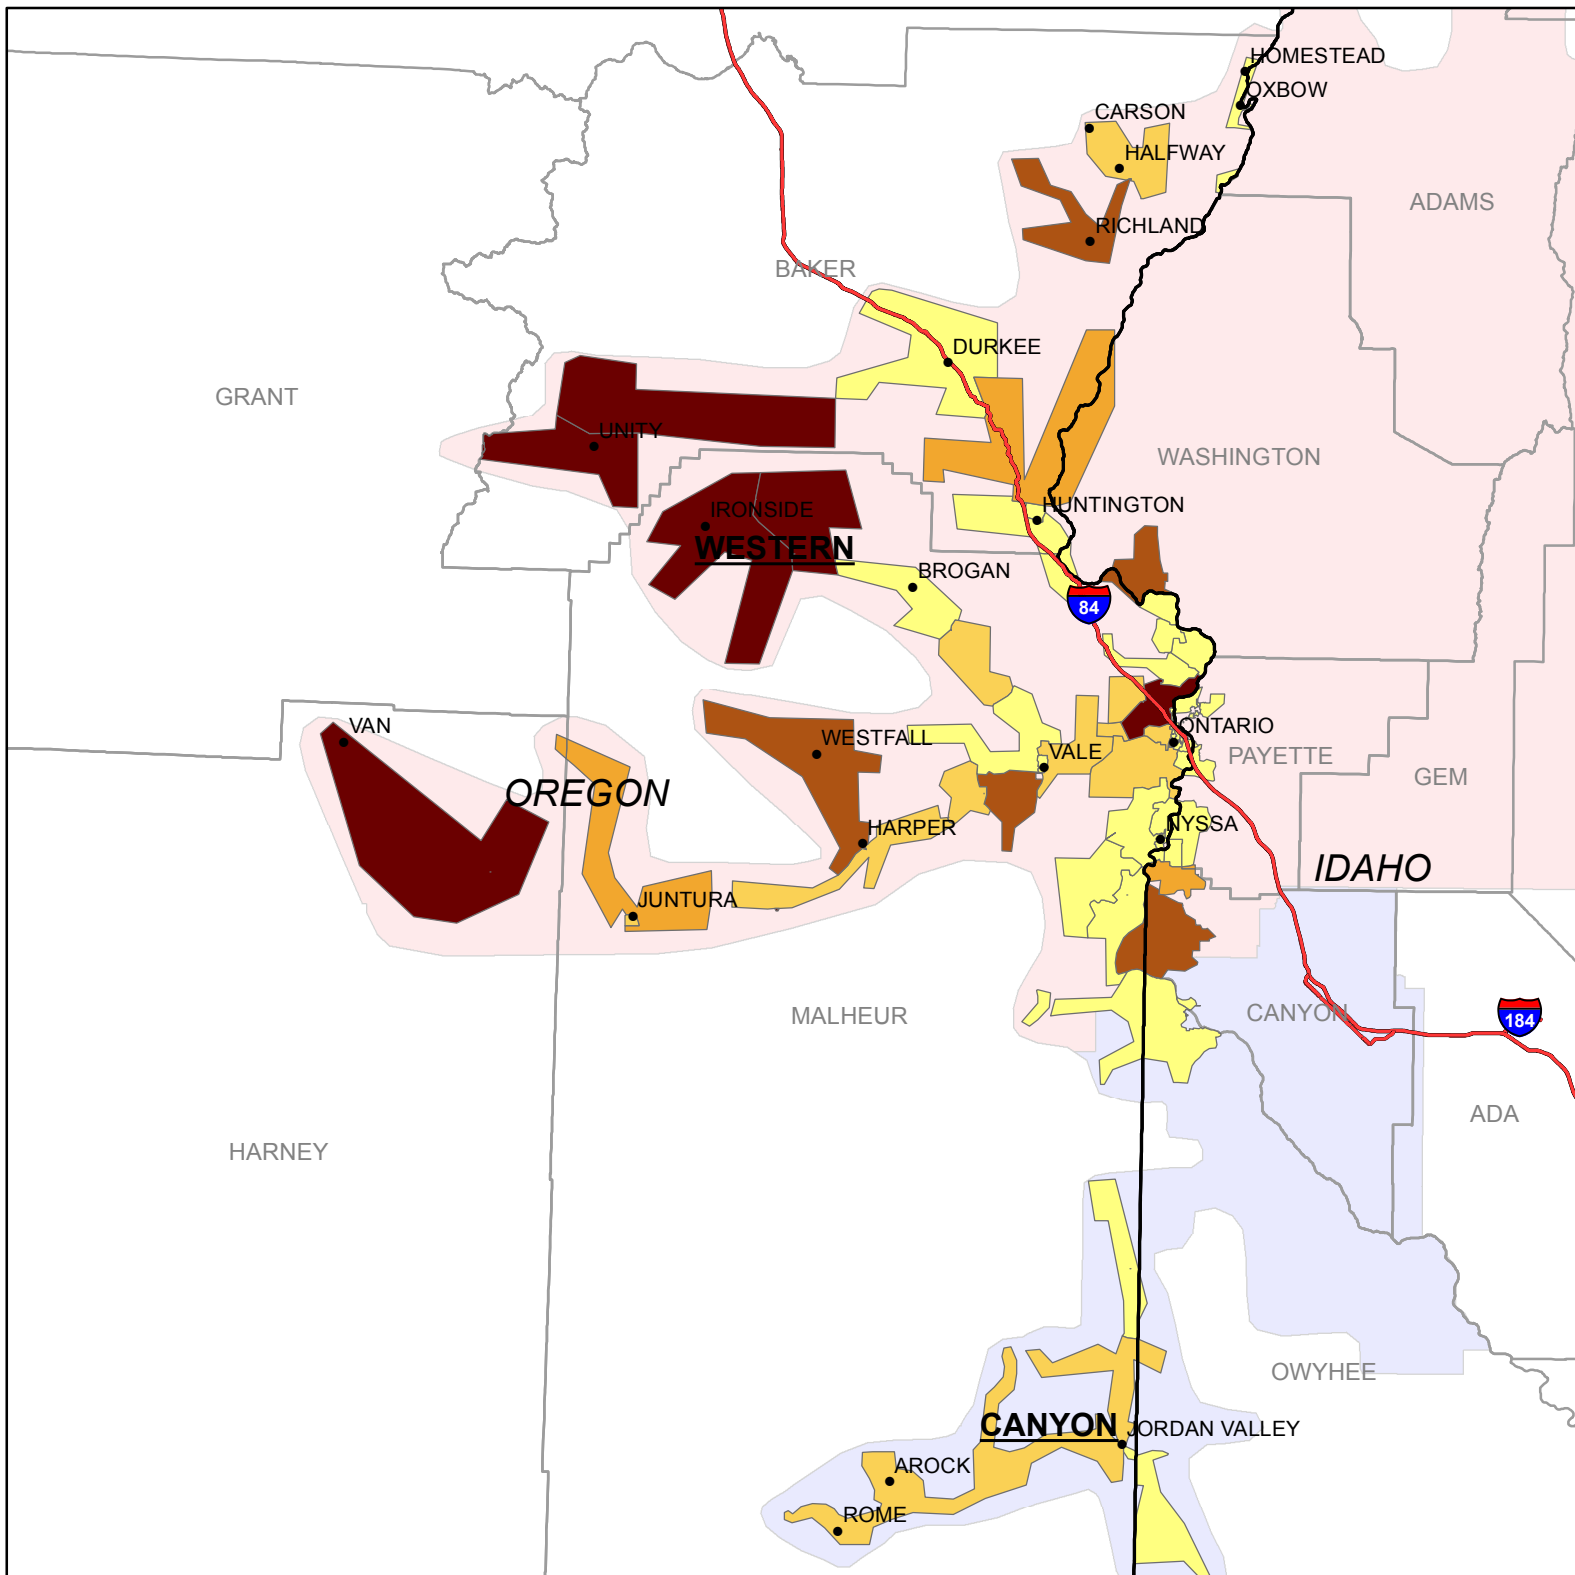 HOMESTEAD
OXBOW
CARSON
HALFWAY
ADAMS
RICHLAND
BAKER
DURKEE
GRANT
UNITY
WASHINGTON
IRONSIDE
HUNTINGTON
WESTERN
BROGAN
84
VAN
WESTFALL
ONTARIO
VALE
PAYETTE
GEM
OREGON
HARPER
NYSSA
IDAHO
JUNTURA
MALHEUR
CANYON
184
ADA
HARNEY
OWYHEE
CANYON
JORDAN VALLEY
AROCK
ROME